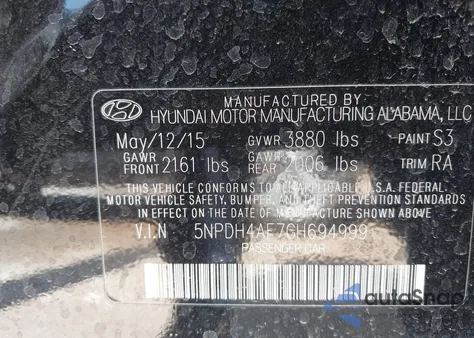 MANUFACTURED BY
HYUNDAI MOTOR MANUFACTURING ALABAMA, LLC
May/12/15 GVWR 3880 lbs PAINT S3
GAWR FRONT 2161 lbs GAWR REAR lbs TRIM RA
THIS VEHICLE CONFORMS TO ALL APPLICABLE U.S.A. FEDERAL
MOTOR VEHICLE SAFETY, BUMPER, AND THEFT PREVENTION STANDARDS
IN EFFECT ON THE DATE OF MANUFACTURE SHOWN ABOVE.
V.I.N 5NPDH4AE7GH694999
PASSENGER CAR
autoSnap